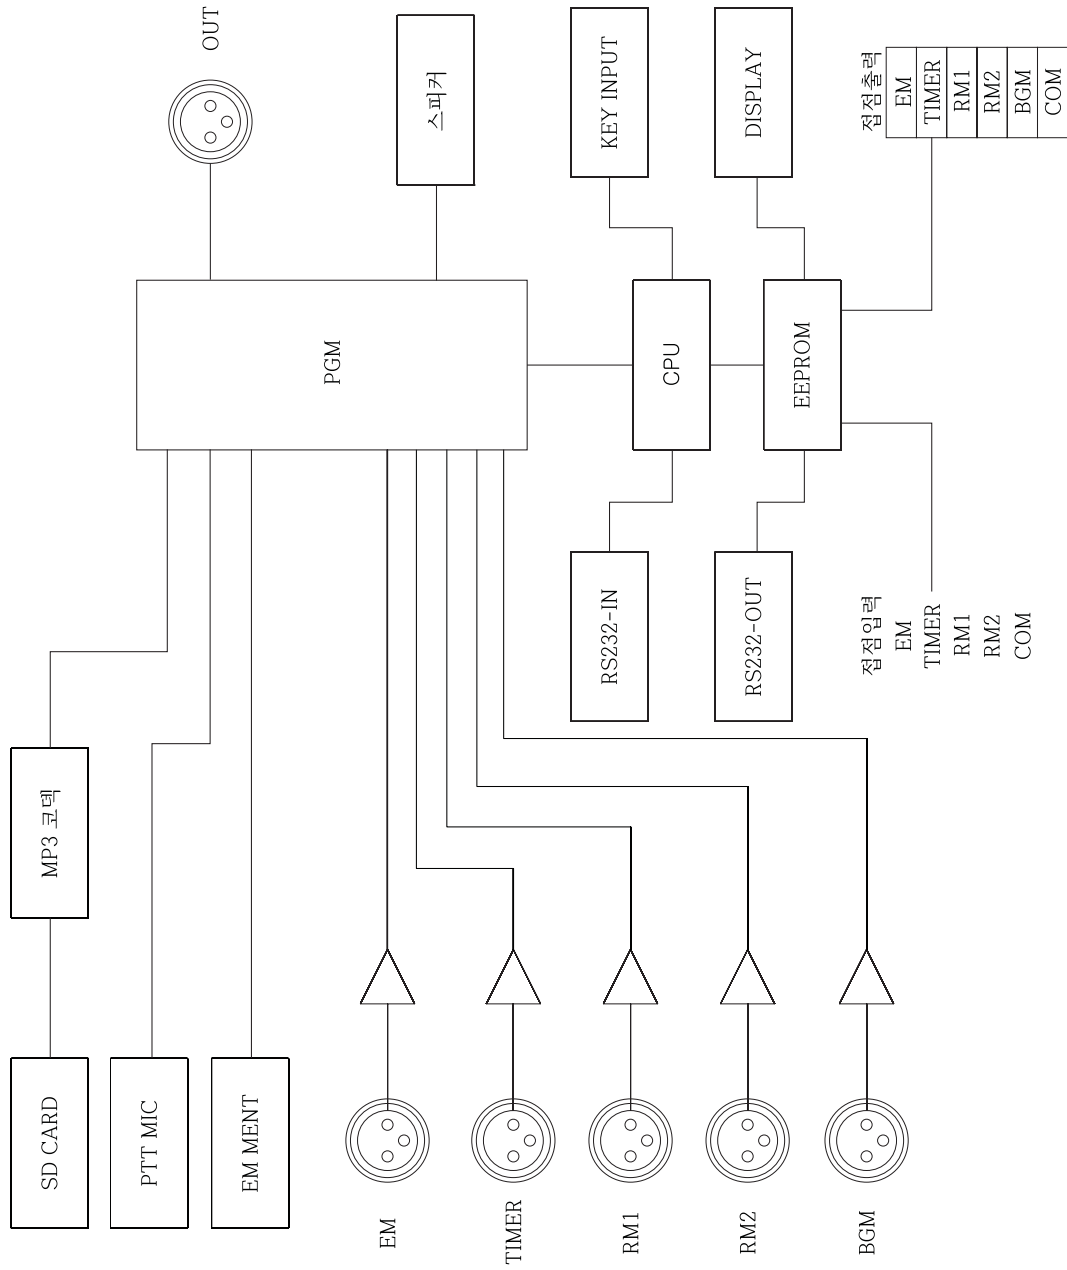 SD CARD
MP3 코덱
PTT MIC
EM MENT
PGM
OUT
스피커
EM
TIMER
RM1
RM2
BGM
RS232-IN
CPU
KEY INPUT
RS232-OUT
EEPROM
DISPLAY
접점입력
EM
TIMER
RM1
RM2
COM
접점출력
EM
TIMER
RM1
RM2
BGM
COM